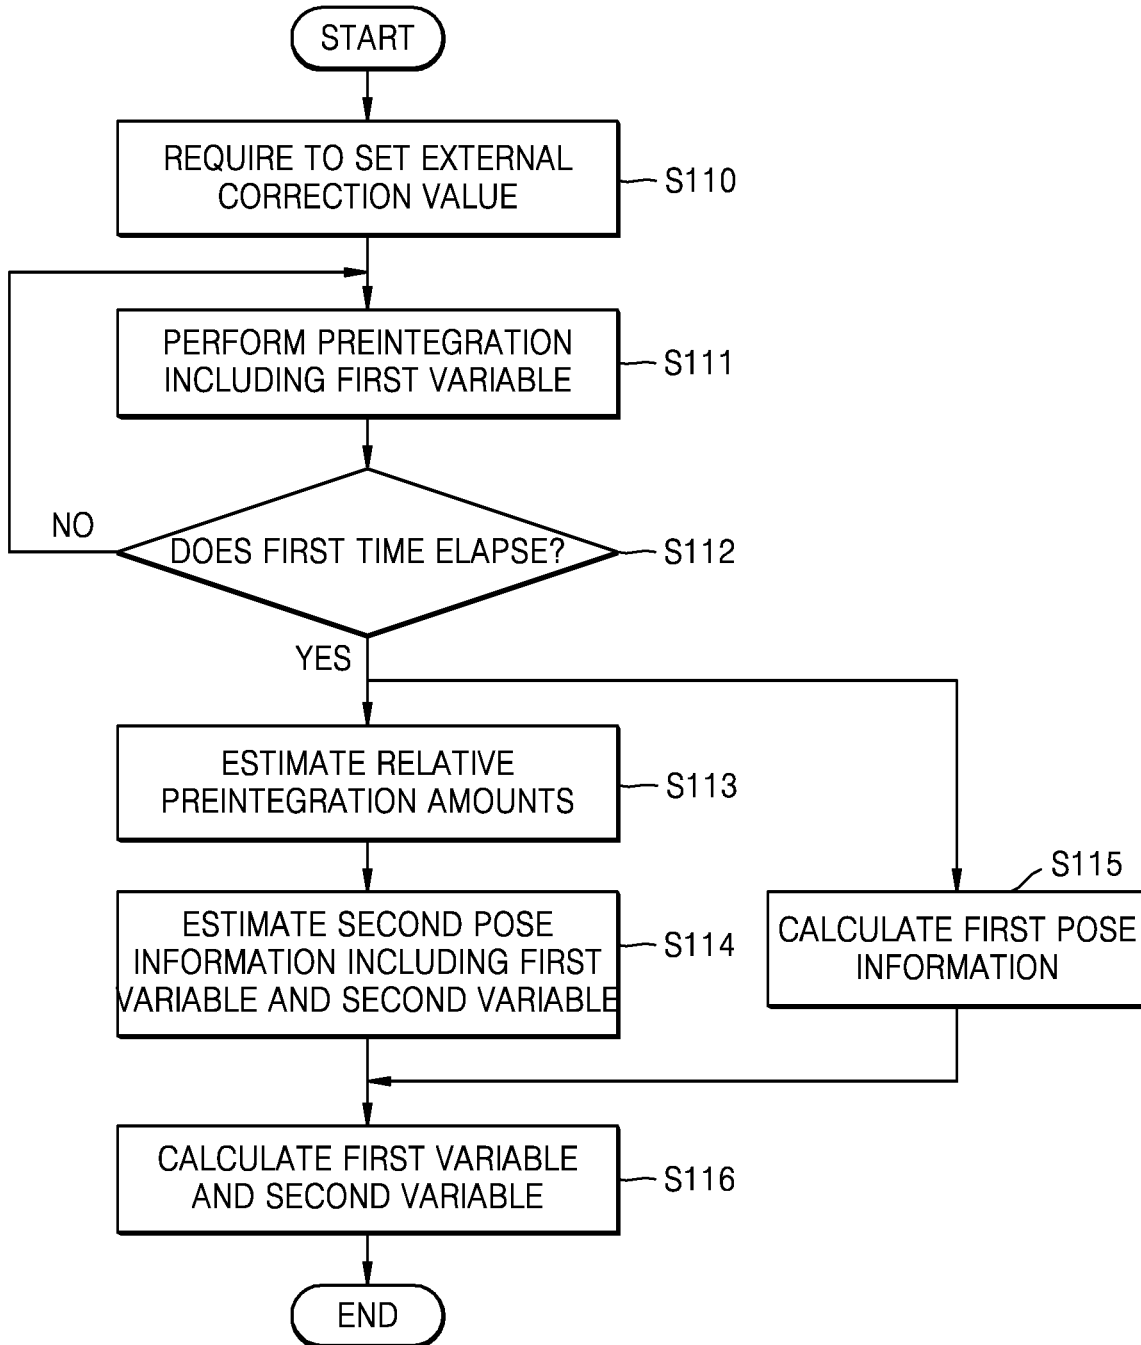 START
REQUIRE TO SET EXTERNAL
CORRECTION VALUE
S110
PERFORM PREINTEGRATION
INCLUDING FIRST VARIABLE
S111
NO
DOES FIRST TIME ELAPSE?
S112
YES
ESTIMATE RELATIVE
PREINTEGRATION AMOUNTS
S113
ESTIMATE SECOND POSE
INFORMATION INCLUDING FIRST
VARIABLE AND SECOND VARIABLE
S114
S115
CALCULATE FIRST POSE
INFORMATION
CALCULATE FIRST VARIABLE
AND SECOND VARIABLE
S116
END